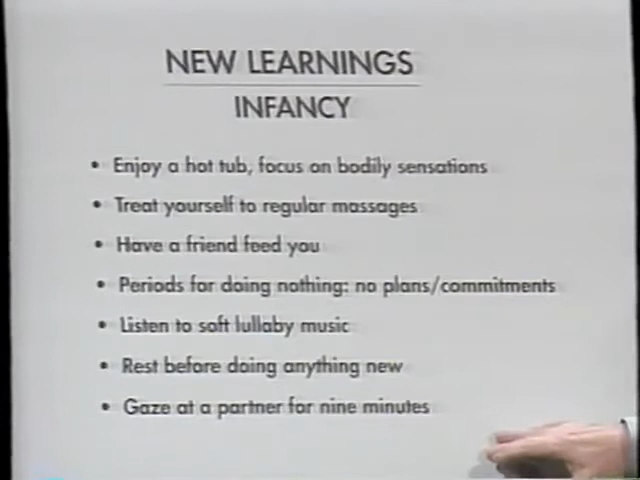 NEW LEARNINGS
INFANCY
• Enjoy a hot tub, focus on bodily sensations
• Treat yourself to regular massages
• Have a friend feed you
• Periods for doing nothing: no plans/commitments
• Listen to soft lullaby music
• Rest before doing anything new
• Gaze at a partner for nine minutes